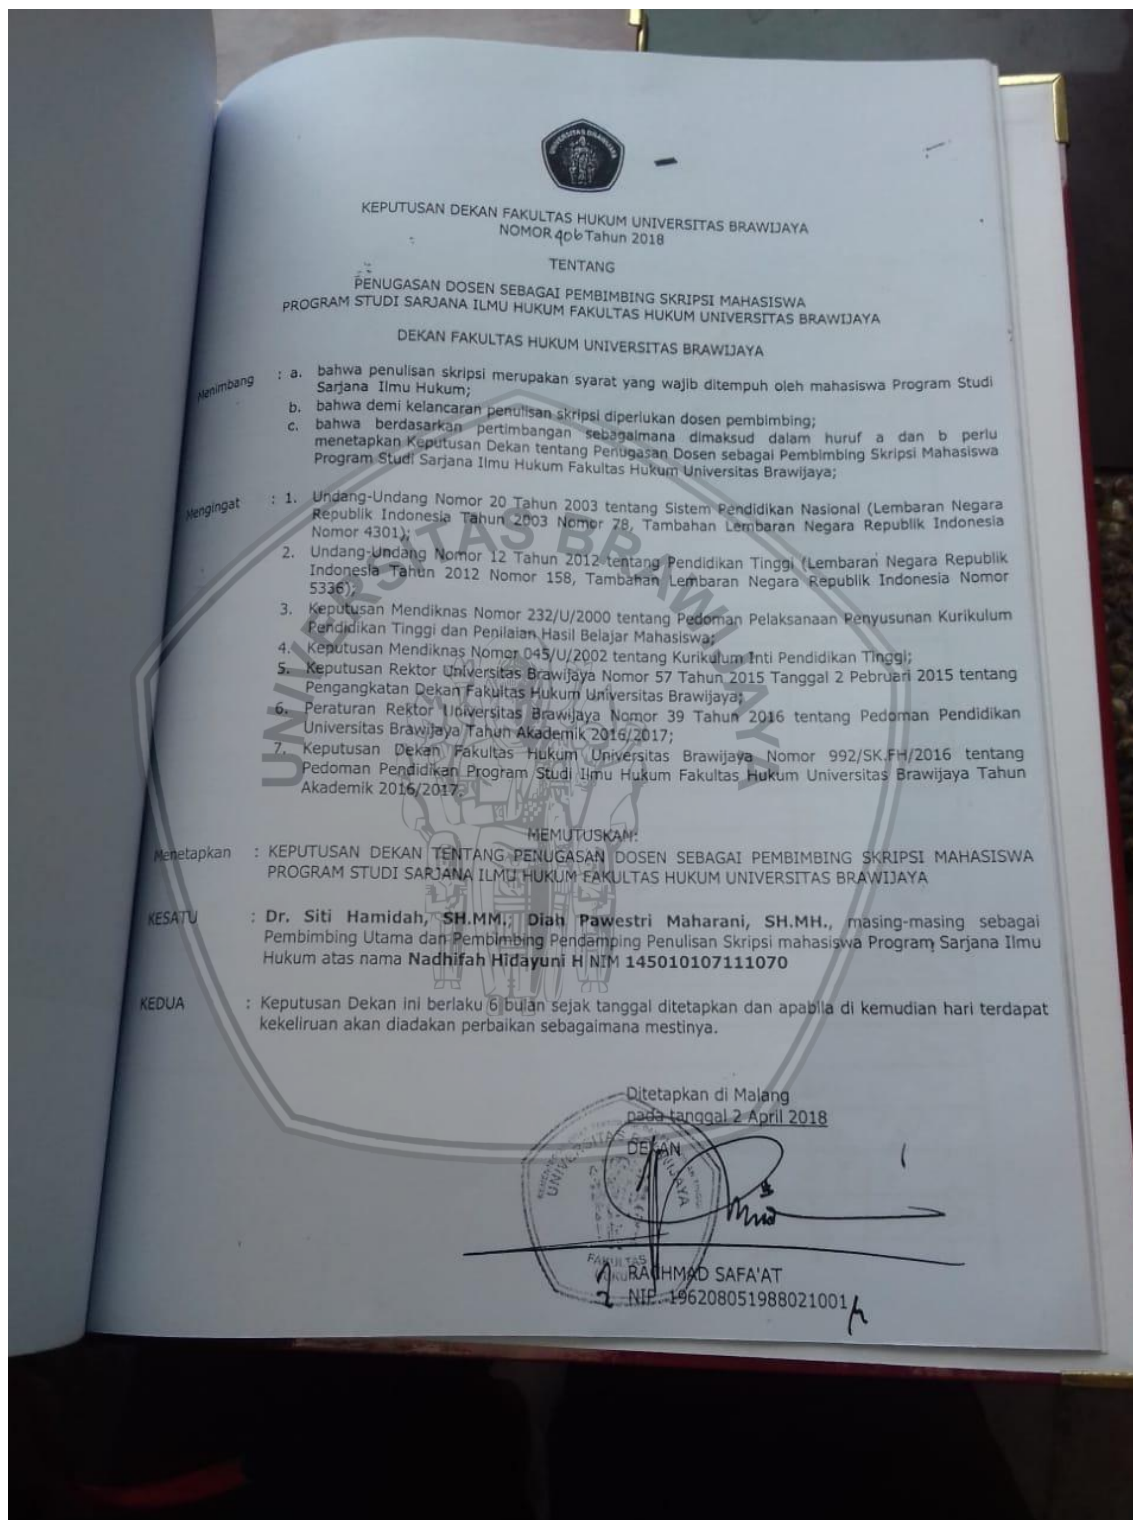 UNIVERSITAS BRAWIJAYA
KEPUTUSAN DEKAN FAKULTAS HUKUM UNIVERSITAS BRAWIJAYA
NOMOR 406 Tahun 2018
TENTANG
PENUGASAN DOSEN SEBAGAI PEMBIMBING SKRIPSI MAHASISWA
PROGRAM STUDI SARJANA ILMU HUKUM FAKULTAS HUKUM UNIVERSITAS BRAWIJAYA
DEKAN FAKULTAS HUKUM UNIVERSITAS BRAWIJAYA
Menimbang : a. bahwa penulisan skripsi merupakan syarat yang wajib ditempuh oleh mahasiswa Program Studi
Sarjana Ilmu Hukum;
b. bahwa demi kelancaran penulisan skripsi diperlukan dosen pembimbing;
c. bahwa berdasarkan pertimbangan sebagaimana dimaksud dalam huruf a dan b perlu
menetapkan Keputusan Dekan tentang Penugasan Dosen sebagai Pembimbing Skripsi Mahasiswa
Program Studi Sarjana Ilmu Hukum Fakultas Hukum Universitas Brawijaya;
Mengingat : 1. Undang-Undang Nomor 20 Tahun 2003 tentang Sistem Pendidikan Nasional (Lembaran Negara
Republik Indonesia Tahun 2003 Nomor 78, Tambahan Lembaran Negara Republik Indonesia
Nomor 4301);
2. Undang-Undang Nomor 12 Tahun 2012 tentang Pendidikan Tinggi (Lembaran Negara Republik
Indonesia Tahun 2012 Nomor 158, Tambahan Lembaran Negara Republik Indonesia Nomor
5336);
3. Keputusan Mendiknas Nomor 232/U/2000 tentang Pedoman Pelaksanaan Penyusunan Kurikulum
Pendidikan Tinggi dan Penilaian Hasil Belajar Mahasiswa;
4. Keputusan Mendiknas Nomor 045/U/2002 tentang Kurikulum Inti Pendidikan Tinggi;
5. Keputusan Rektor Universitas Brawijaya Nomor 57 Tahun 2015 Tanggal 2 Pebruari 2015 tentang
Pengangkatan Dekan Fakultas Hukum Universitas Brawijaya;
6. Peraturan Rektor Universitas Brawijaya Nomor 39 Tahun 2016 tentang Pedoman Pendidikan
Universitas Brawijaya Tahun Akademik 2016/2017;
7. Keputusan Dekan Fakultas Hukum Universitas Brawijaya Nomor 992/SK.FH/2016 tentang
Pedoman Pendidikan Program Studi Ilmu Hukum Fakultas Hukum Universitas Brawijaya Tahun
Akademik 2016/2017;
MEMUTUSKAN:
Menetapkan : KEPUTUSAN DEKAN TENTANG PENUGASAN DOSEN SEBAGAI PEMBIMBING SKRIPSI MAHASISWA
PROGRAM STUDI SARJANA ILMU HUKUM FAKULTAS HUKUM UNIVERSITAS BRAWIJAYA
KESATU : Dr. Siti Hamidah, SH.MM., Diah Pawestri Maharani, SH.MH., masing-masing sebagai
Pembimbing Utama dan Pembimbing Pendamping Penulisan Skripsi mahasiswa Program Sarjana Ilmu
Hukum atas nama Nadhifah Hidayuni H NIM 145010107111070
KEDUA : Keputusan Dekan ini berlaku 6 bulan sejak tanggal ditetapkan dan apabila di kemudian hari terdapat
kekeliruan akan diadakan perbaikan sebagaimana mestinya.
Ditetapkan di Malang
pada tanggal 2 April 2018
DEKAN
UNIVERSITAS BRAWIJAYA
FAKULTAS
HUKUM
RACHMAD SAFA'AT
NIP. 196208051988021001
UNIVERSITAS BRAWIJAYA